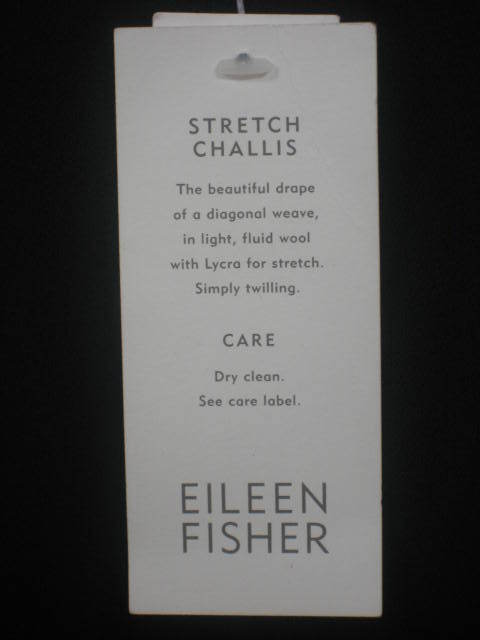 STRETCH
CHALLIS
The beautiful drape
of a diagonal weave,
in light, fluid wool
with Lycra for stretch.
Simply twilling.
CARE
Dry clean.
See care label.
EILEEN
FISHER